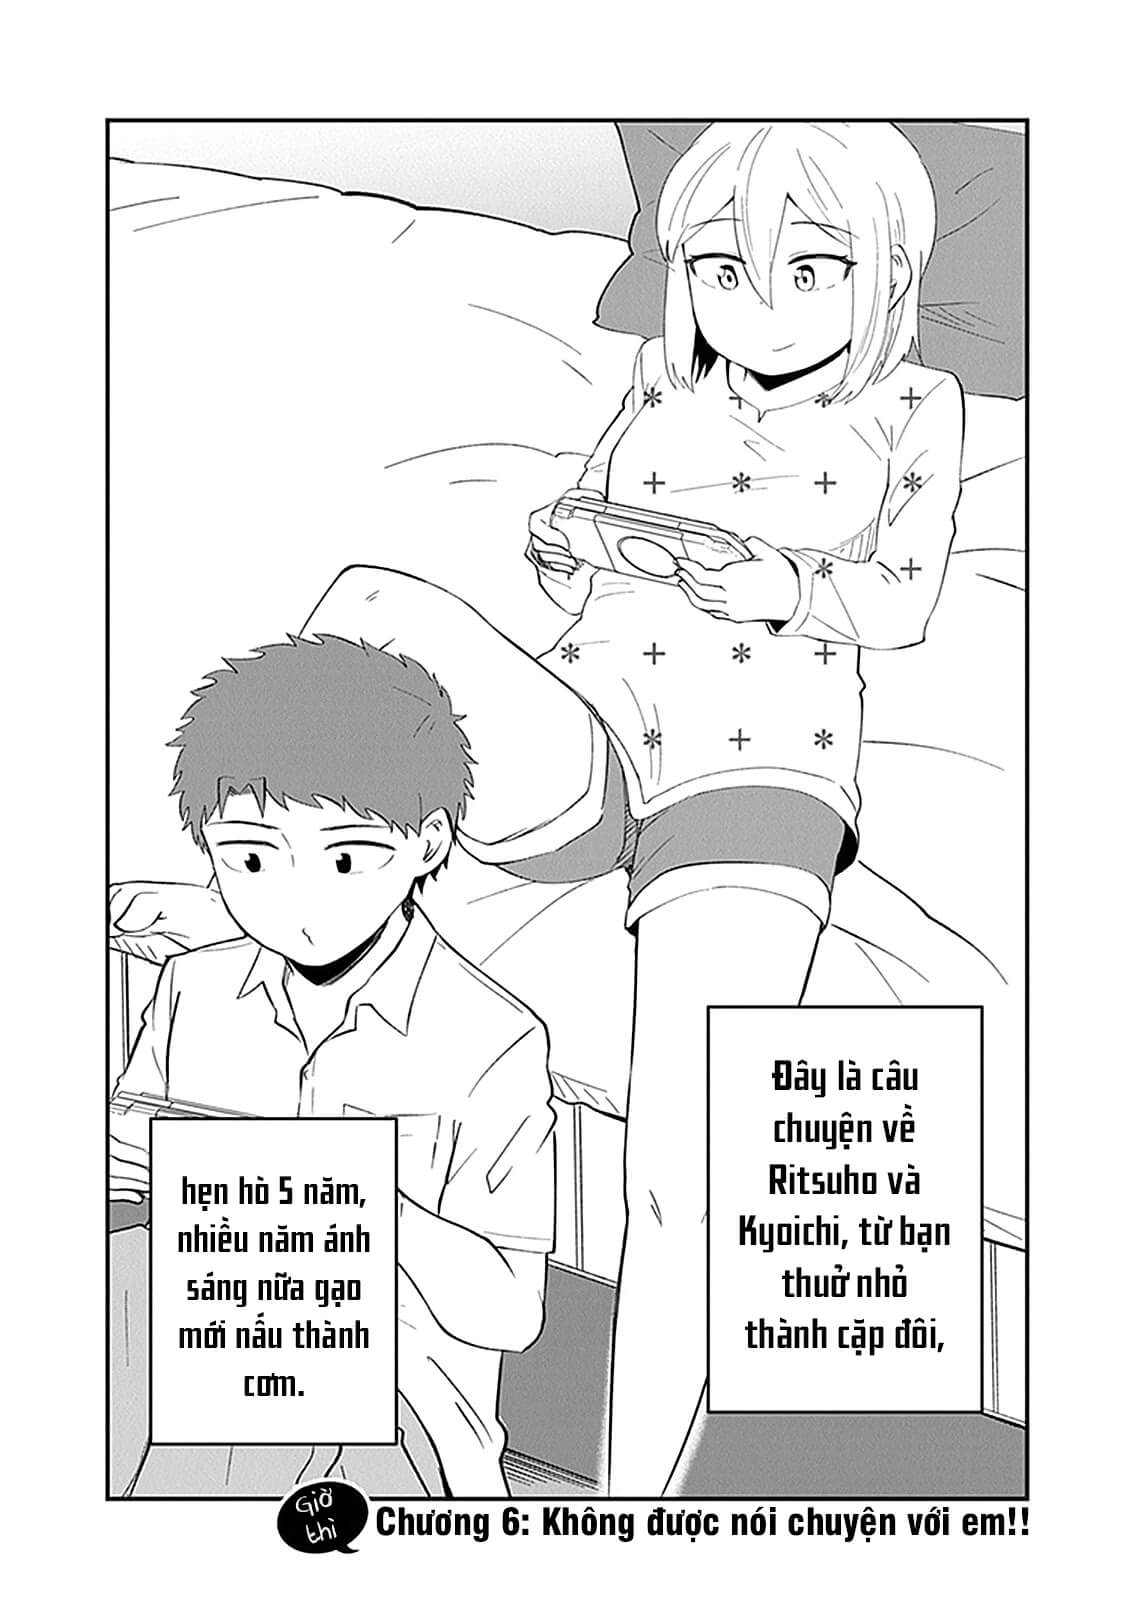 Đây là câu
chuyện về
Ritsuho và
Kyoichi, từ bạn
thuở nhỏ
thành cặp đôi,
hẹn hò 5 năm,
nhiều năm ánh
sáng nữa gạo
mới nấu thành
cơm.
Giờ
thì
Chương 6: Không được nói chuyện với em!!